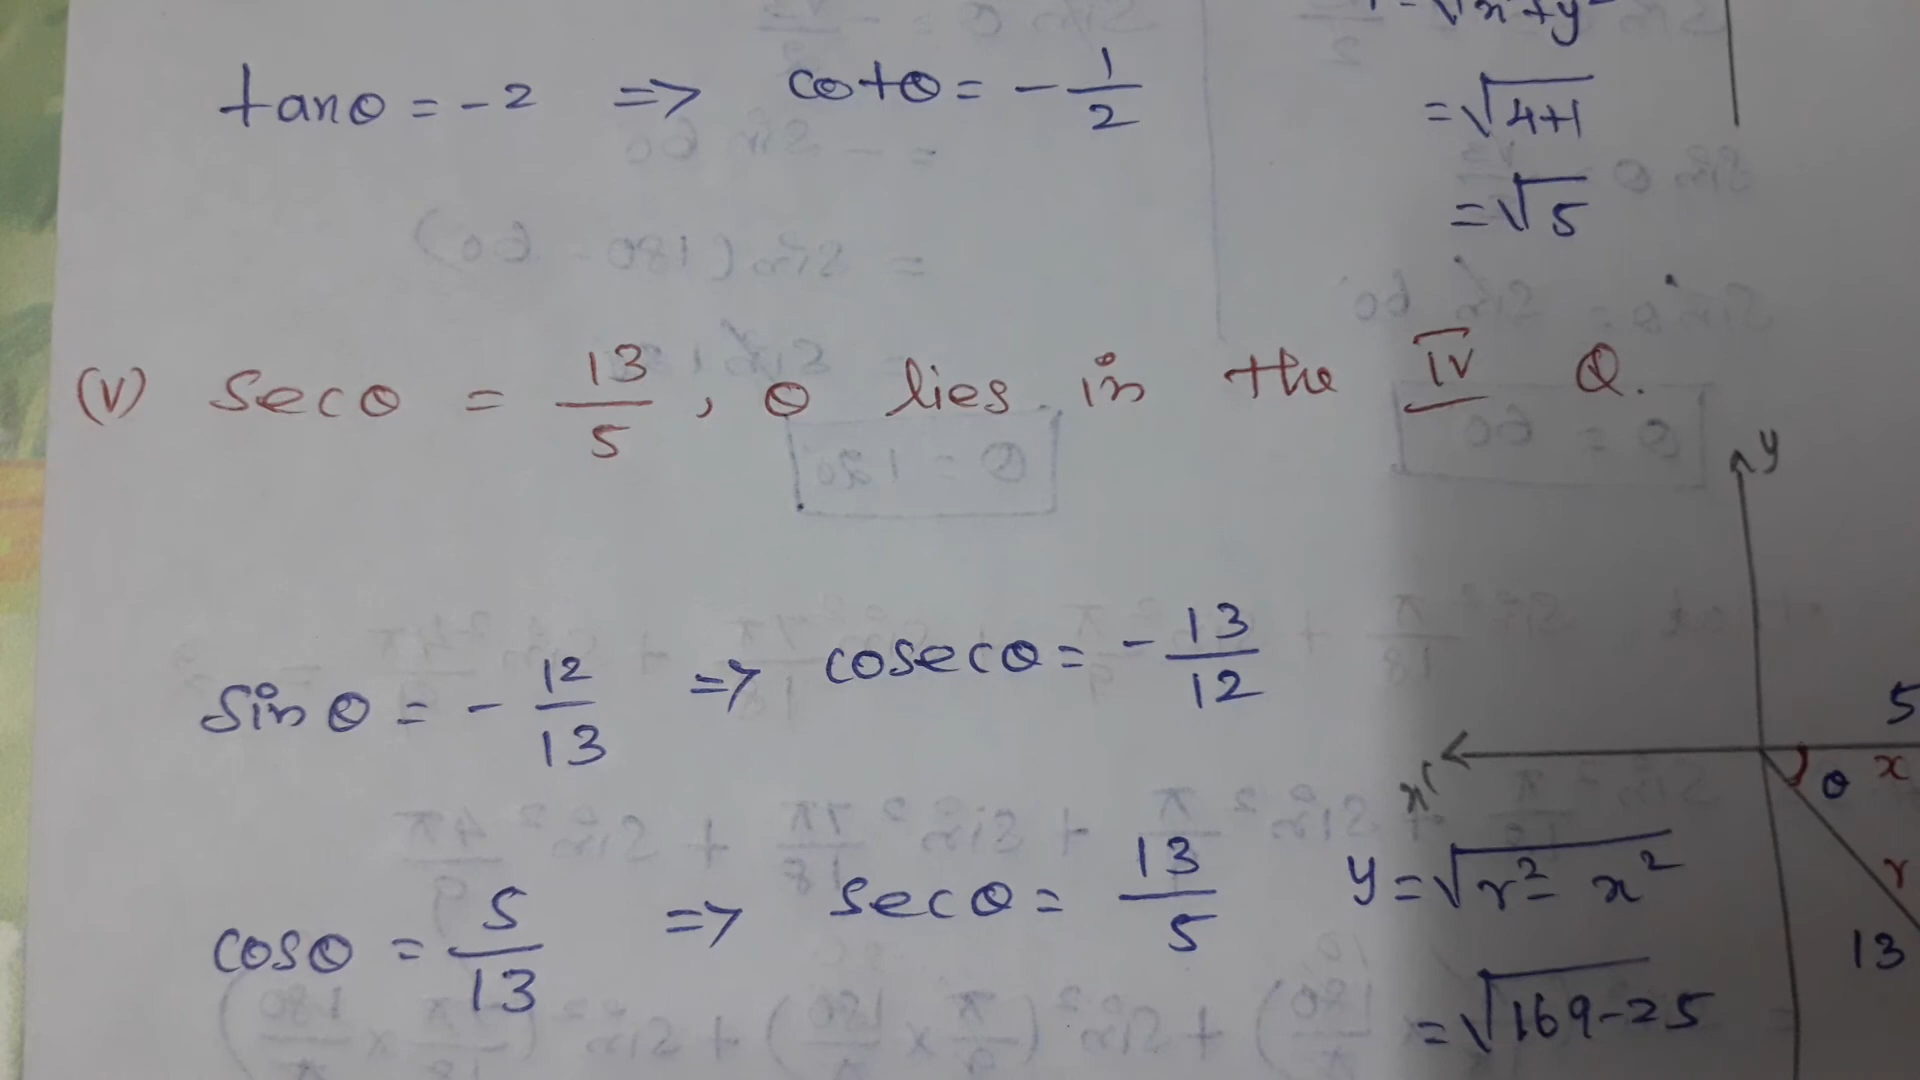 tanθ = -2 => cotθ = - 1/2
= √4+1
= √5
(v) Secθ = 13/5 , θ lies in the IV Q.
y
Sinθ = - 12/13 => cosecθ = - 13/12
5
x' θ x
cosθ = 5/13 => secθ = 13/5
y = √r² - x²
r
13
= √169-25